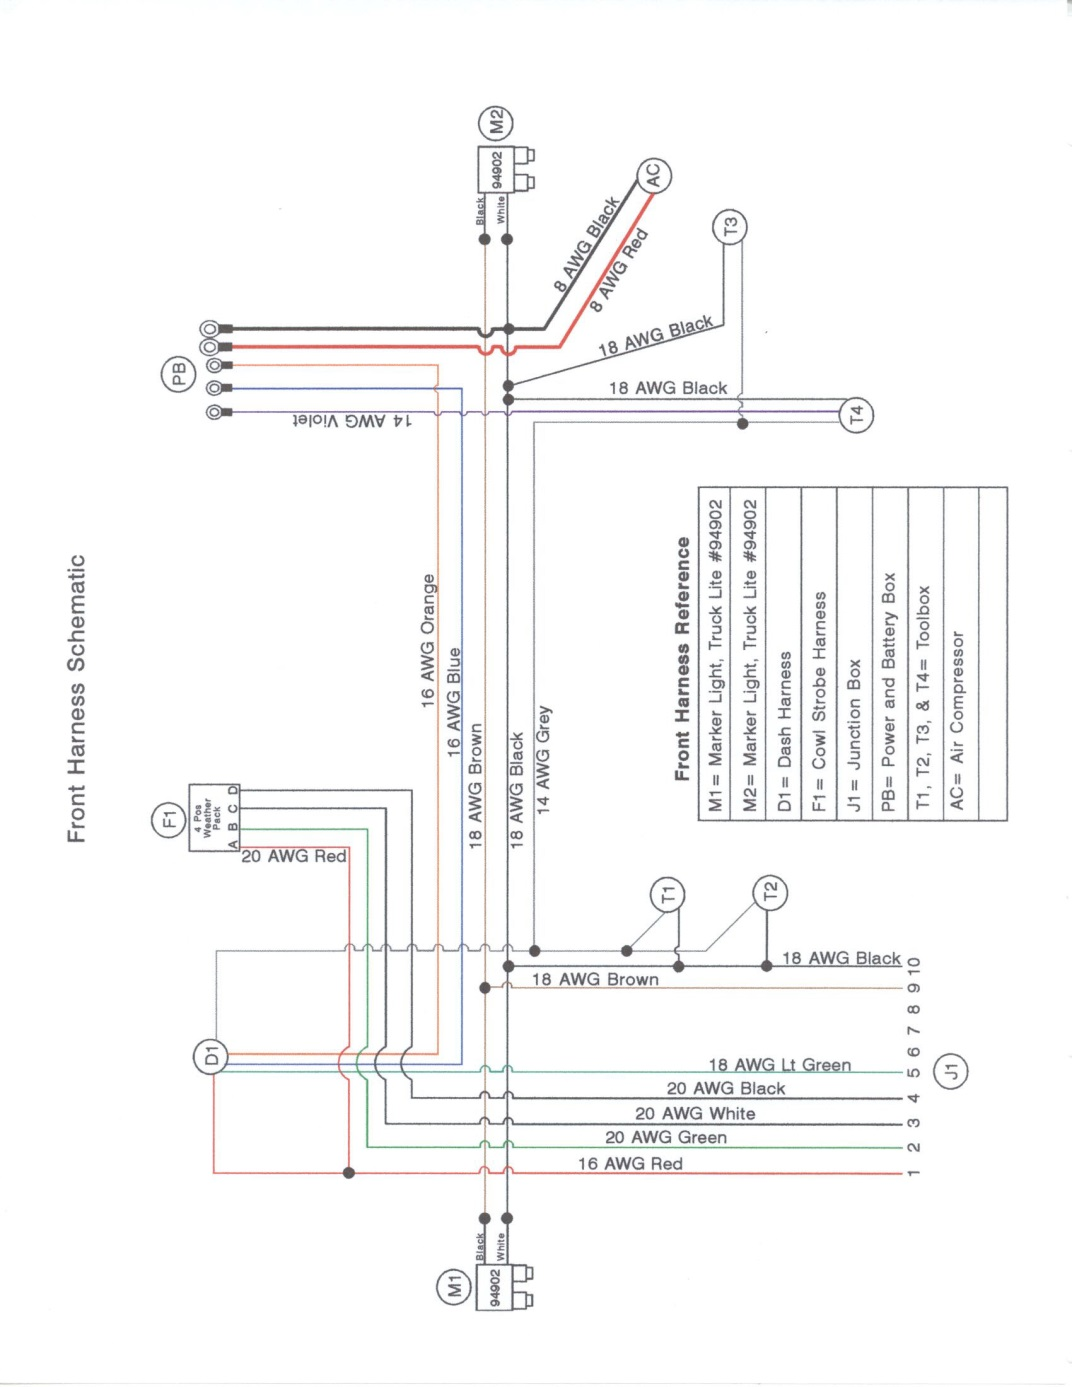 Front Harness Schematic
F1
4 Pos
Weather
Pack
A B C D
20 AWG Red
D1
PB
14 AWG Violet
16 AWG Orange
16 AWG Blue
18 AWG Brown
18 AWG Black
14 AWG Grey
M1
94902
Black
White
M2
94902
Black
White
8 AWG Black
8 AWG Red
AC
18 AWG Black
T3
18 AWG Black
T4
T1
T2
16 AWG Red
20 AWG Green
20 AWG White
20 AWG Black
18 AWG Lt Green
18 AWG Brown
18 AWG Black
1 2 3 4 5 6 7 8 9 10
J1
Front Harness Reference
M1= Marker Light, Truck Lite #94902
M2= Marker Light, Truck Lite #94902
D1= Dash Harness
F1= Cowl Strobe Harness
J1= Junction Box
PB= Power and Battery Box
T1, T2, T3, & T4= Toolbox
AC= Air Compressor